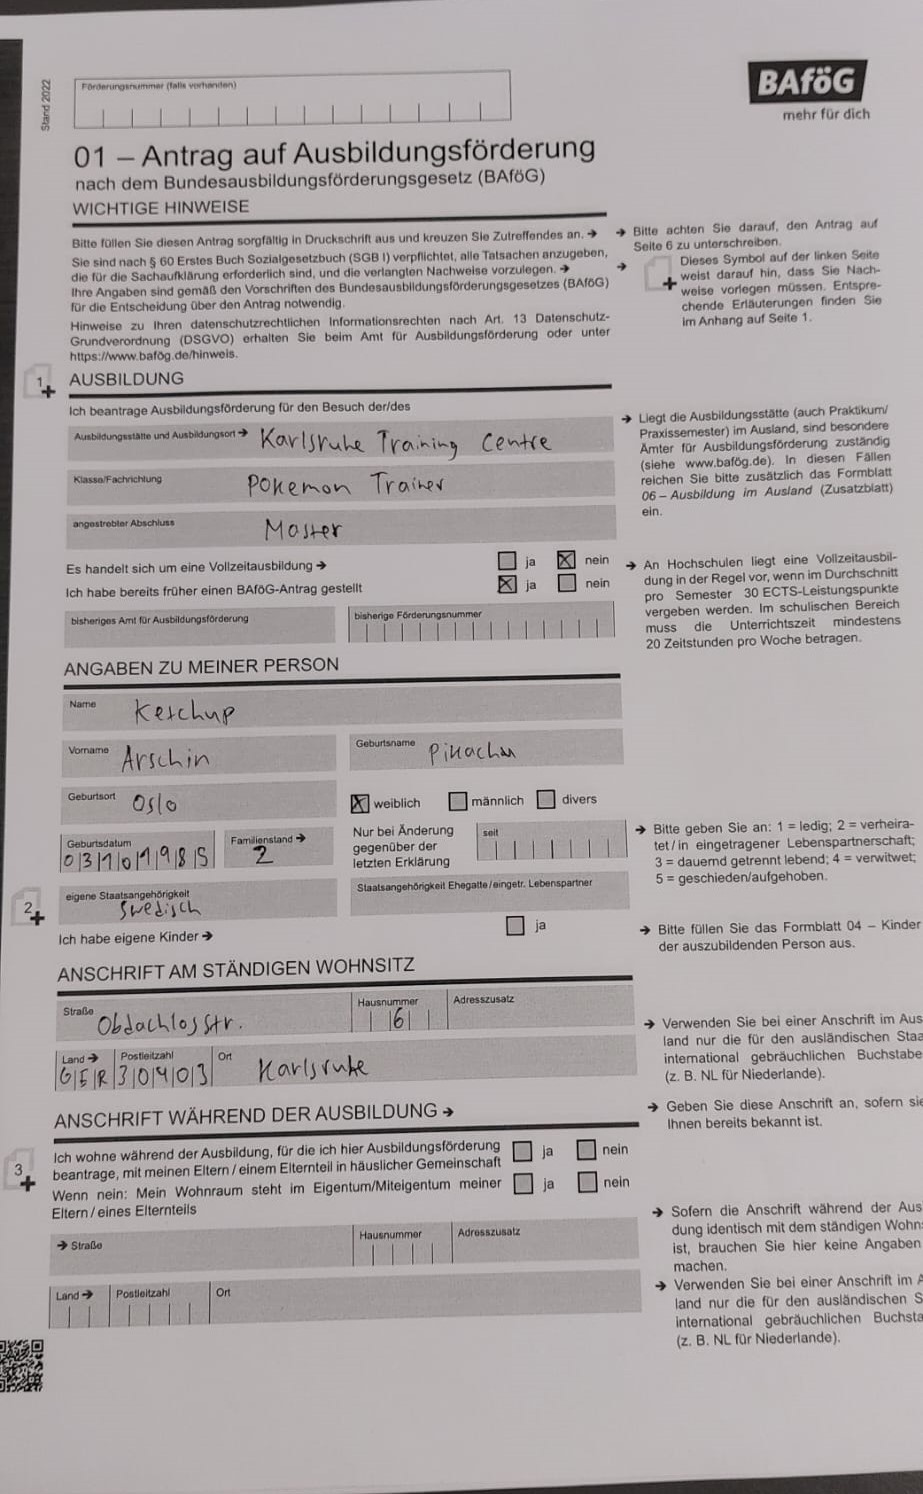 Stand 2022
Förderungsnummer (falls vorhanden)
BAföG
mehr für dich
01 – Antrag auf Ausbildungsförderung
nach dem Bundesausbildungsförderungsgesetz (BAföG)
WICHTIGE HINWEISE
Bitte füllen Sie diesen Antrag sorgfältig in Druckschrift aus und kreuzen Sie Zutreffendes an. →
Sie sind nach § 60 Erstes Buch Sozialgesetzbuch (SGB I) verpflichtet, alle Tatsachen anzugeben,
die für die Sachaufklärung erforderlich sind, und die verlangten Nachweise vorzulegen. →
Ihre Angaben sind gemäß den Vorschriften des Bundesausbildungsförderungsgesetzes (BAföG)
für die Entscheidung über den Antrag notwendig.
Hinweise zu Ihren datenschutzrechtlichen Informationsrechten nach Art. 13 Datenschutz-
Grundverordnung (DSGVO) erhalten Sie beim Amt für Ausbildungsförderung oder unter
https://www.bafög.de/hinweis.
→ Bitte achten Sie darauf, den Antrag auf
Seite 6 zu unterschreiben.
→ Dieses Symbol auf der linken Seite
weist darauf hin, dass Sie Nach-
weise vorlegen müssen. Entspre-
chende Erläuterungen finden Sie
im Anhang auf Seite 1.
1 AUSBILDUNG
Ich beantrage Ausbildungsförderung für den Besuch der/des
Ausbildungsstätte und Ausbildungsort → Karlsruhe Training Centre
Klasse/Fachrichtung Pokemon Trainer
angestrebter Abschluss Master
→ Liegt die Ausbildungsstätte (auch Praktikum/
Praxissemester) im Ausland, sind besondere
Ämter für Ausbildungsförderung zuständig
(siehe www.bafög.de). In diesen Fällen
reichen Sie bitte zusätzlich das Formblatt
06 – Ausbildung im Ausland (Zusatzblatt)
ein.
Es handelt sich um eine Vollzeitausbildung → ja nein
Ich habe bereits früher einen BAföG-Antrag gestellt ja nein
bisheriges Amt für Ausbildungsförderung bisherige Förderungsnummer
→ An Hochschulen liegt eine Vollzeitausbil-
dung in der Regel vor, wenn im Durchschnitt
pro Semester 30 ECTS-Leistungspunkte
vergeben werden. Im schulischen Bereich
muss die Unterrichtszeit mindestens
20 Zeitstunden pro Woche betragen.
ANGABEN ZU MEINER PERSON
Name Ketchup
Vorname Arschin Geburtsname Pikachu
Geburtsort Oslo weiblich männlich divers
Geburtsdatum 03101985 Familienstand → 2
Nur bei Änderung
gegenüber der
letzten Erklärung
seit
→ Bitte geben Sie an: 1 = ledig; 2 = verheira-
tet / in eingetragener Lebenspartnerschaft;
3 = dauernd getrennt lebend; 4 = verwitwet;
5 = geschieden/aufgehoben.
2 eigene Staatsangehörigkeit Swedisch Staatsangehörigkeit Ehegatte / eingetr. Lebenspartner
Ich habe eigene Kinder → ja
→ Bitte füllen Sie das Formblatt 04 – Kinder
der auszubildenden Person aus.
ANSCHRIFT AM STÄNDIGEN WOHNSITZ
Straße Obdachlosstr. Hausnummer 6 Adresszusatz
Land → GER Postleitzahl 30403 Ort Karlsruhe
→ Verwenden Sie bei einer Anschrift im Aus
land nur die für den ausländischen Staa
international gebräuchlichen Buchstabe
(z. B. NL für Niederlande).
ANSCHRIFT WÄHREND DER AUSBILDUNG →
→ Geben Sie diese Anschrift an, sofern sie
Ihnen bereits bekannt ist.
3 Ich wohne während der Ausbildung, für die ich hier Ausbildungsförderung
beantrage, mit meinen Eltern / einem Elternteil in häuslicher Gemeinschaft ja nein
Wenn nein: Mein Wohnraum steht im Eigentum/Miteigentum meiner
Eltern / eines Elternteils ja nein
→ Straße Hausnummer Adresszusatz
Land → Postleitzahl Ort
→ Sofern die Anschrift während der Aus
dung identisch mit dem ständigen Wohn
ist, brauchen Sie hier keine Angaben
machen.
→ Verwenden Sie bei einer Anschrift im A
land nur die für den ausländischen S
international gebräuchlichen Buchsta
(z. B. NL für Niederlande).